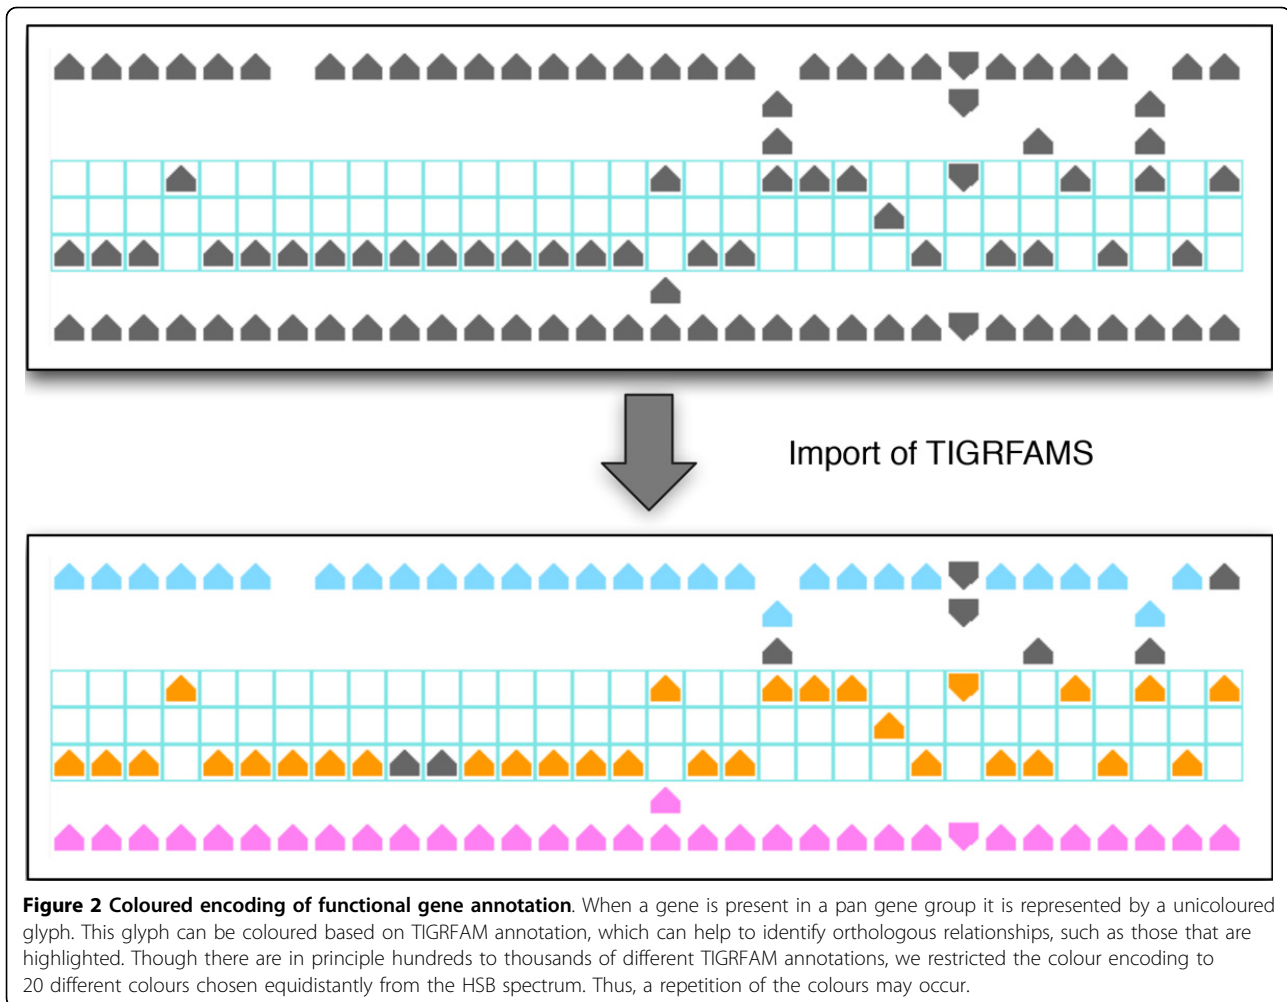 Import of TIGRFAMS
Figure 2 Coloured encoding of functional gene annotation. When a gene is present in a pan gene group it is represented by a unicoloured
glyph. This glyph can be coloured based on TIGRFAM annotation, which can help to identify orthologous relationships, such as those that are
highlighted. Though there are in principle hundreds to thousands of different TIGRFAM annotations, we restricted the colour encoding to
20 different colours chosen equidistantly from the HSB spectrum. Thus, a repetition of the colours may occur.